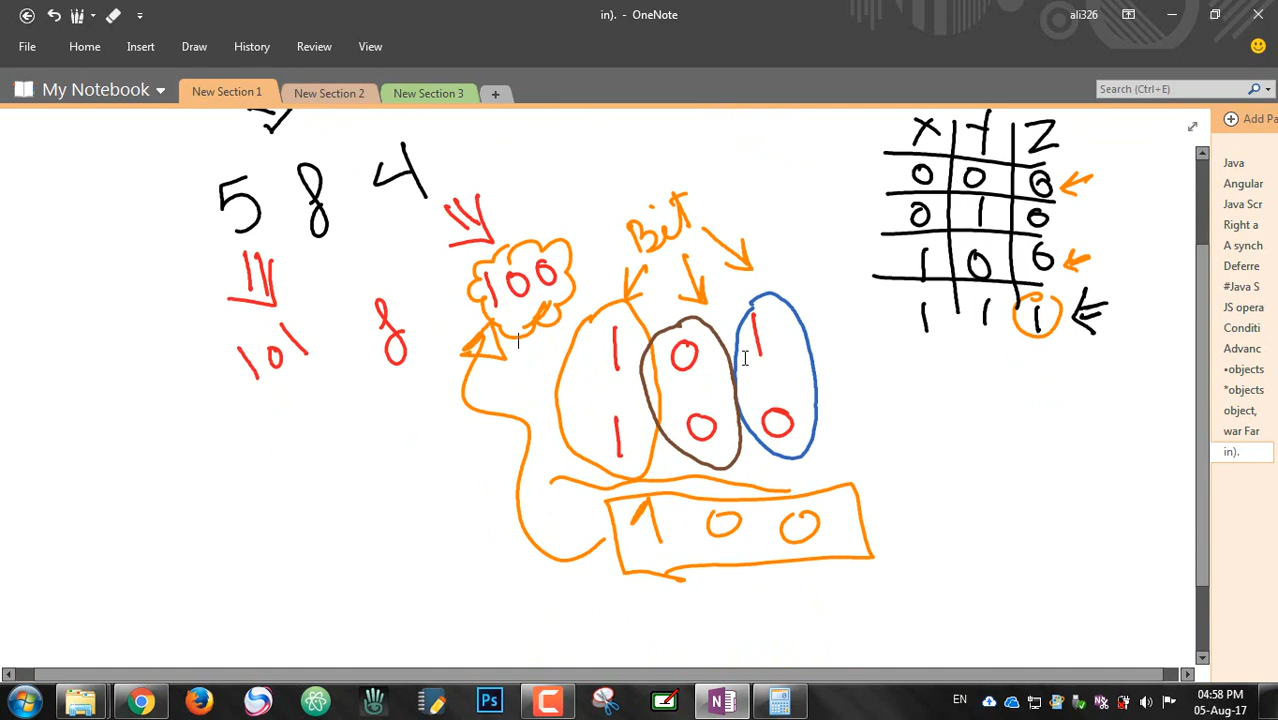 in). - OneNote
ali326
File Home Insert Draw History Review View
My Notebook
New Section 1
New Section 2
New Section 3
+
Search (Ctrl+E)
Add Pa
Java
Angular
Java Scr
Right a
A synch
Deferre
#Java S
JS opera
Conditi
Advanc
•objects
*objects
object,
war Far
in).
5 & 4
101 & 100
Bit
1 0 1
1 0 0
1 0 0
X Y Z
0 0 0
0 1 0
1 0 0
1 1 1
EN
04:58 PM
05-Aug-17